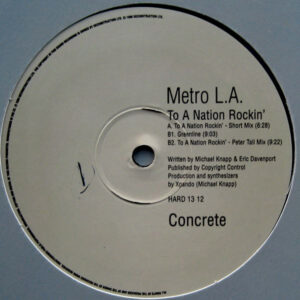 Metro L.A.
To A Nation Rockin'
A. To A Nation Rockin' - Short Mix (6:28)
B1. Greenline (9:03)
B2. To A Nation Rockin' - Peter Tall Mix (9:22)
Written by Michael Knapp & Eric Davenport
Published by Copyright Control
Production and synthesizers
by Xpando (Michael Knapp)
HARD 13 12
Concrete